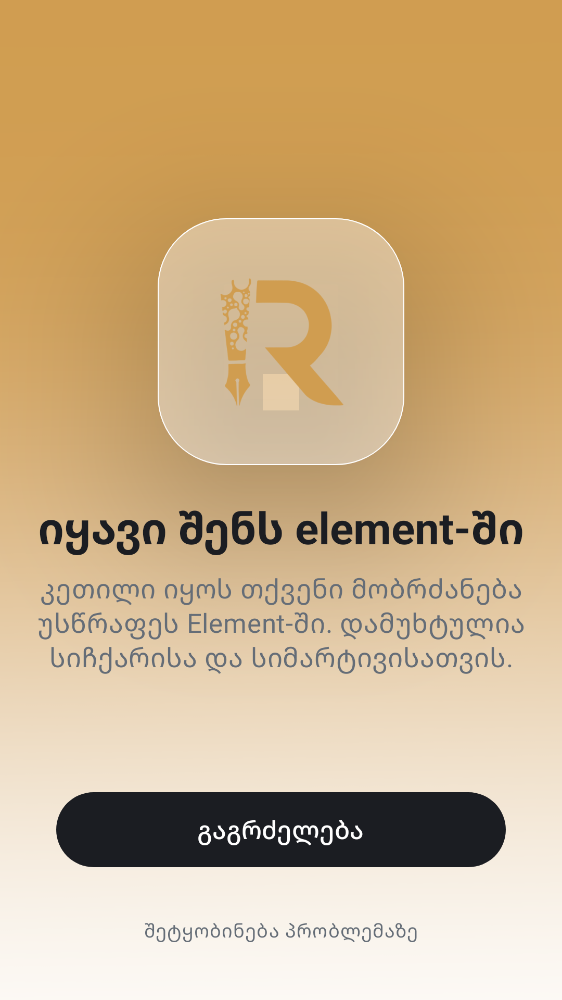 R
იყავი შენს element-ში
კეთილი იყოს თქვენი მობრძანება
უსწრაფეს Element-ში. დამუხტულია
სიჩქარისა და სიმარტივისათვის.
გაგრძელება
შეტყობინება პრობლემაზე